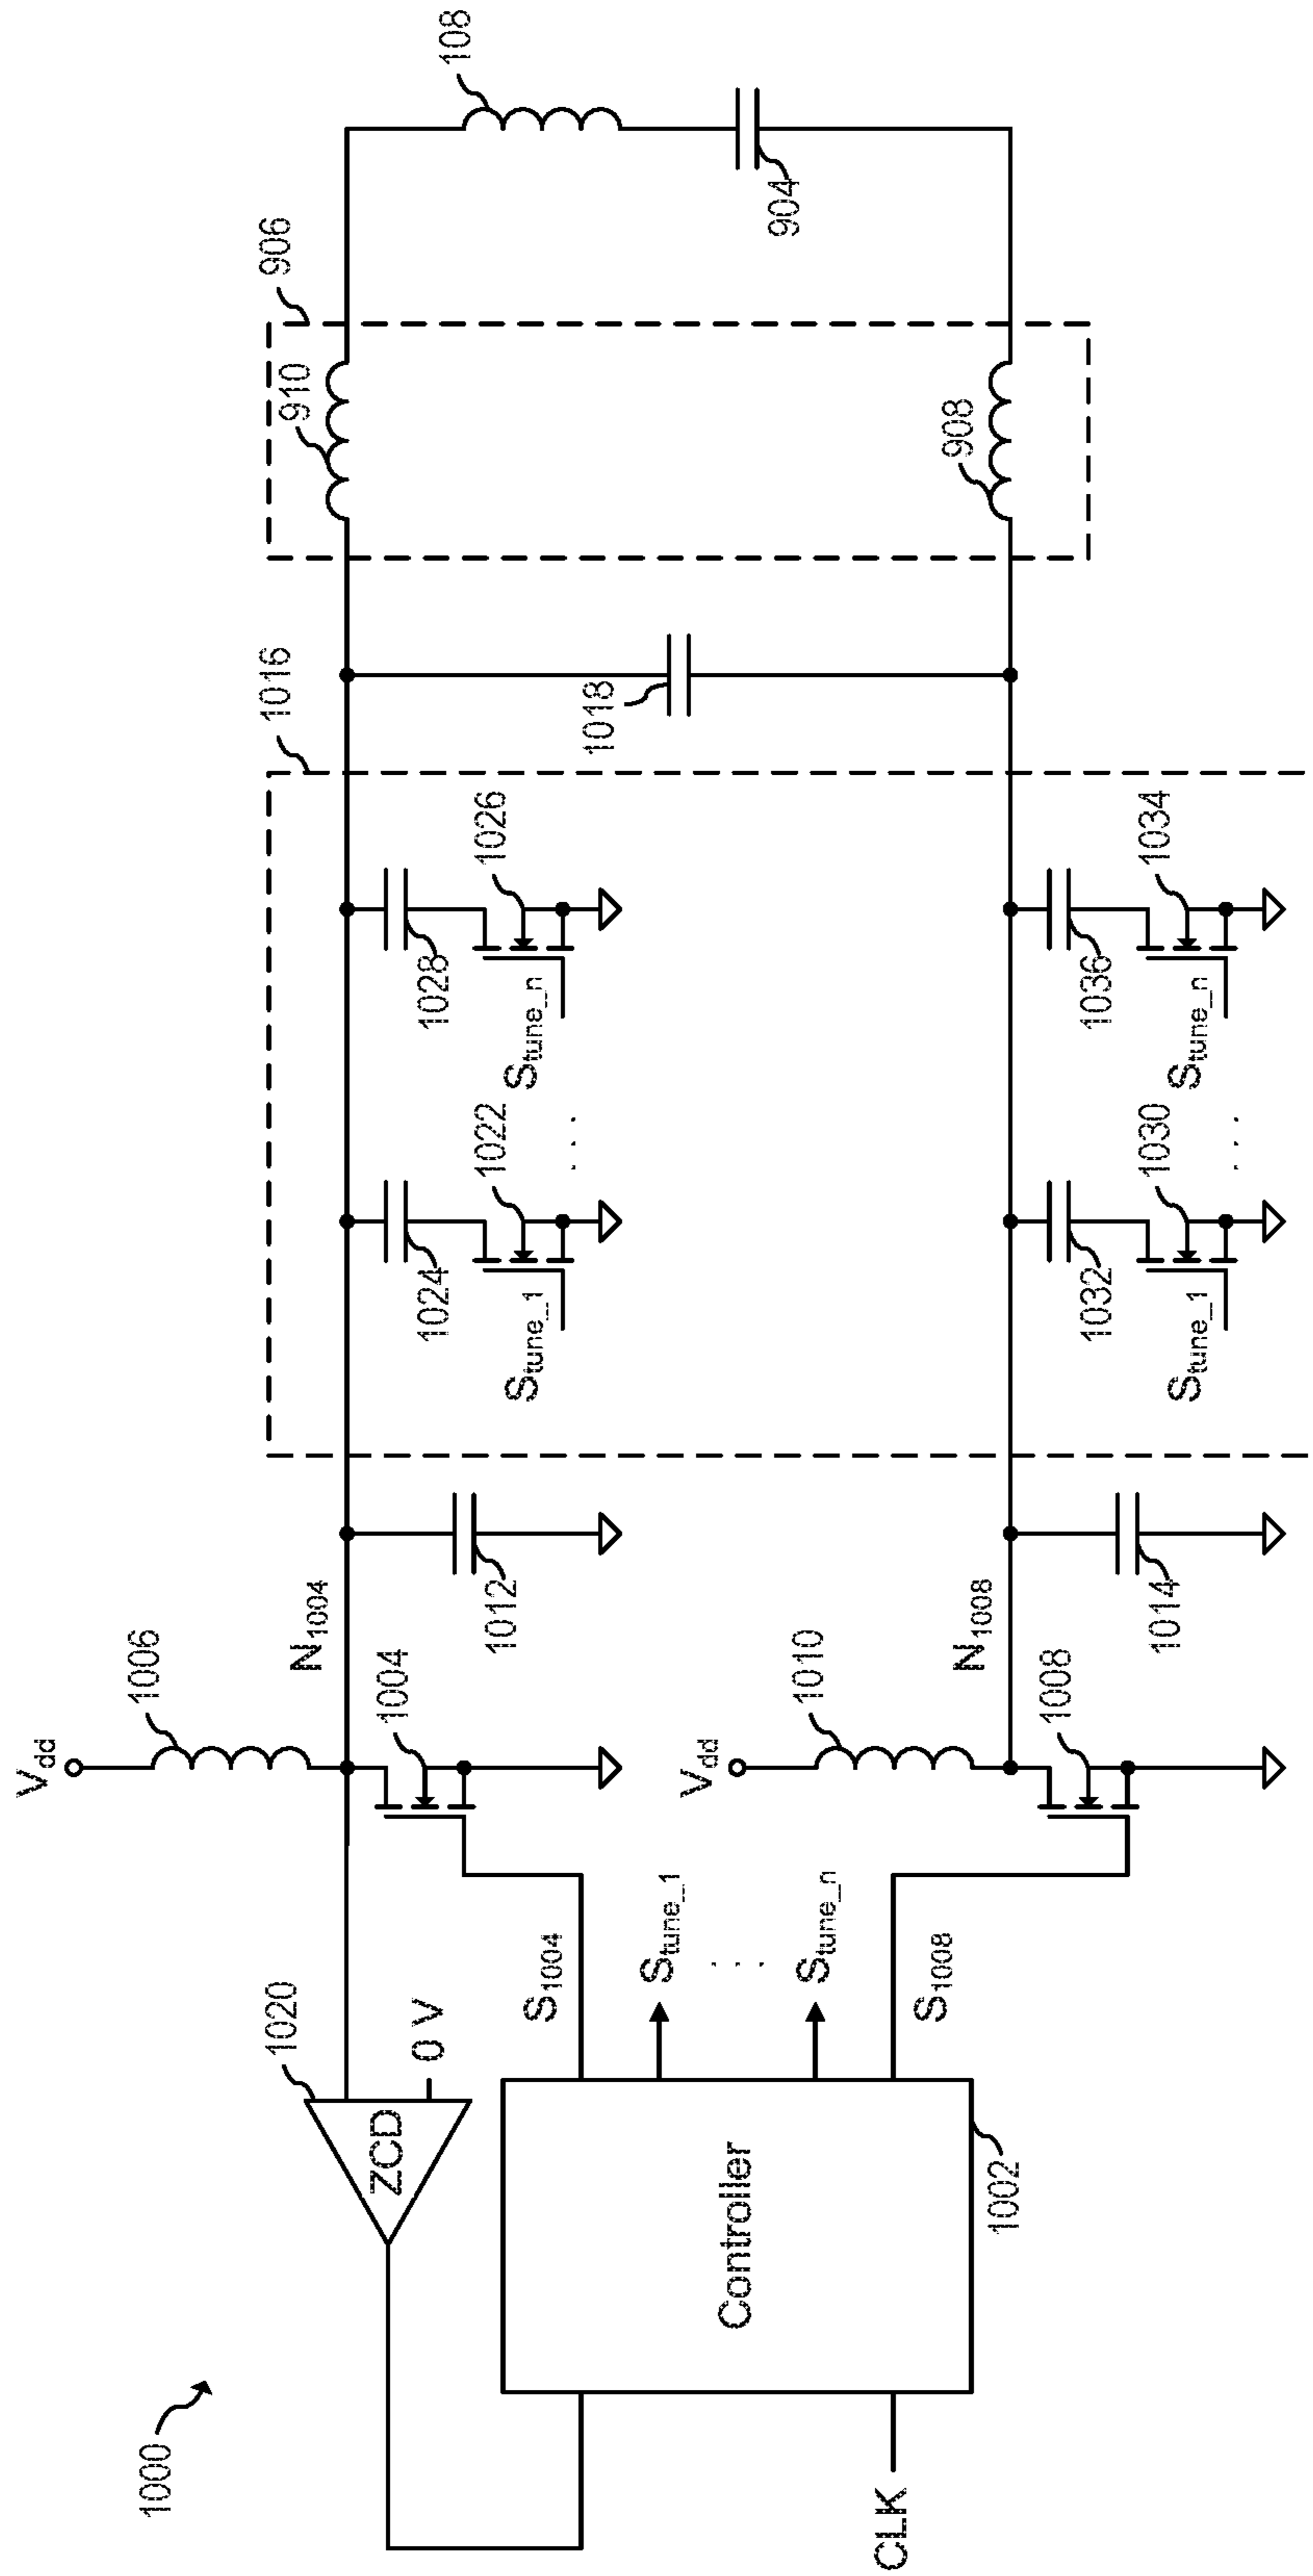 1000
CLK
Controller
1002
ZCD
1020
0 V
S1004
Stune_1
. . .
Stune_n
S1008
Vdd
1006
N1004
1004
1012
Vdd
1010
N1008
1008
1014
1016
1024
1022
Stune_1
. . .
1028
1026
Stune_n
1032
1030
Stune_1
. . .
1036
1034
Stune_n
1018
906
910
908
108
904